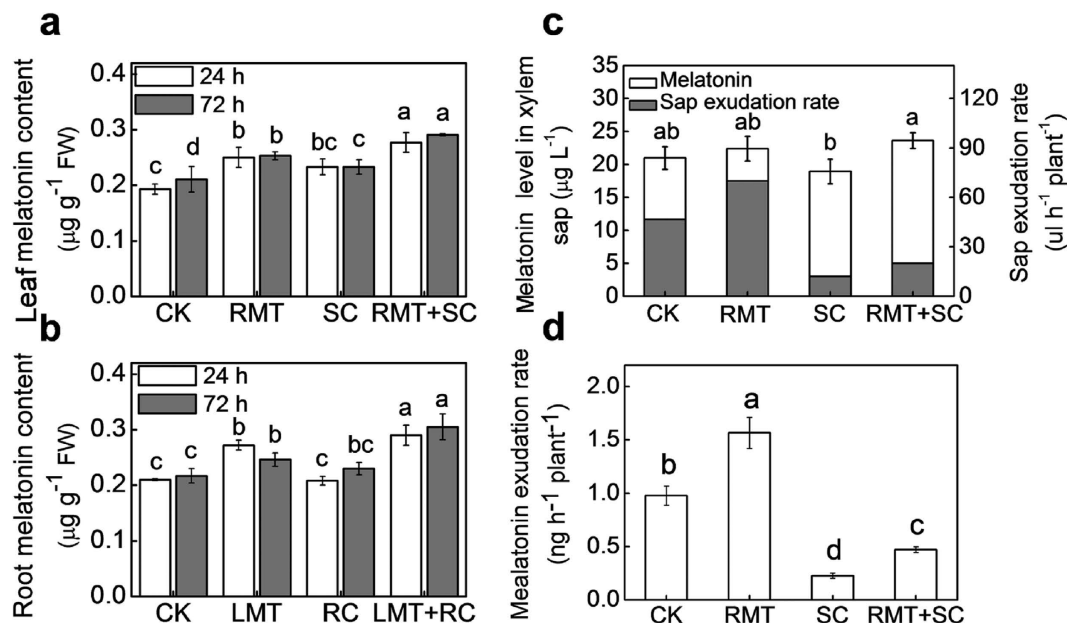 a
Leaf melatonin content
(µg g⁻¹ FW)
0.4
0.3
0.2
0.1
0.0
24 h
72 h
c d b b bc c a a
CK RMT SC RMT+SC
b
Root melatonin content
(µg g⁻¹ FW)
0.4
0.3
0.2
0.1
0.0
24 h
72 h
c c b b c bc a a
CK LMT RC LMT+RC
c
Melatonin level in xylem
sap (µg L⁻¹)
35
30
25
20
15
10
5
0
Melatonin
Sap exudation rate
ab ab b a
CK RMT SC RMT+SC
120
90
60
30
0
Sap exudation rate
(ul h⁻¹ plant⁻¹)
d
Mealatonin exudation rate
(ng h⁻¹ plant⁻¹)
2.0
1.5
1.0
0.5
0.0
b a d c
CK RMT SC RMT+SC